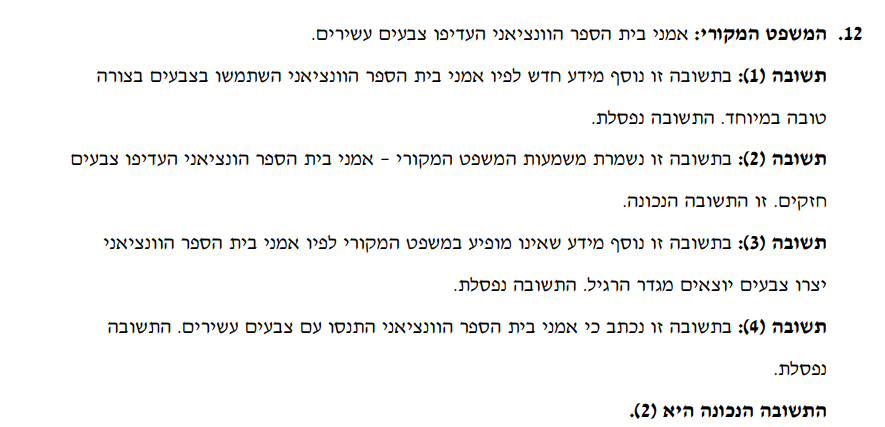 12. המשפט המקורי: אמני בית הספר הוונציאני העדיפו צבעים עשירים.
תשובה (1): בתשובה זו נוסף מידע חדש לפיו אמני בית הספר הוונציאני השתמשו בצבעים בצורה
טובה במיוחד. התשובה נפסלת.
תשובה (2): בתשובה זו נשמרת משמעות המשפט המקורי – אמני בית הספר הונציאני העדיפו צבעים
חזקים. זו התשובה הנכונה.
תשובה (3): בתשובה זו נוסף מידע שאינו מופיע במשפט המקורי לפיו אמני בית הספר הוונציאני
יצרו צבעים יוצאים מגדר הרגיל. התשובה נפסלת.
תשובה (4): בתשובה זו נכתב כי אמני בית הספר הוונציאני התנסו עם צבעים עשירים. התשובה
נפסלת.
התשובה הנכונה היא (2).